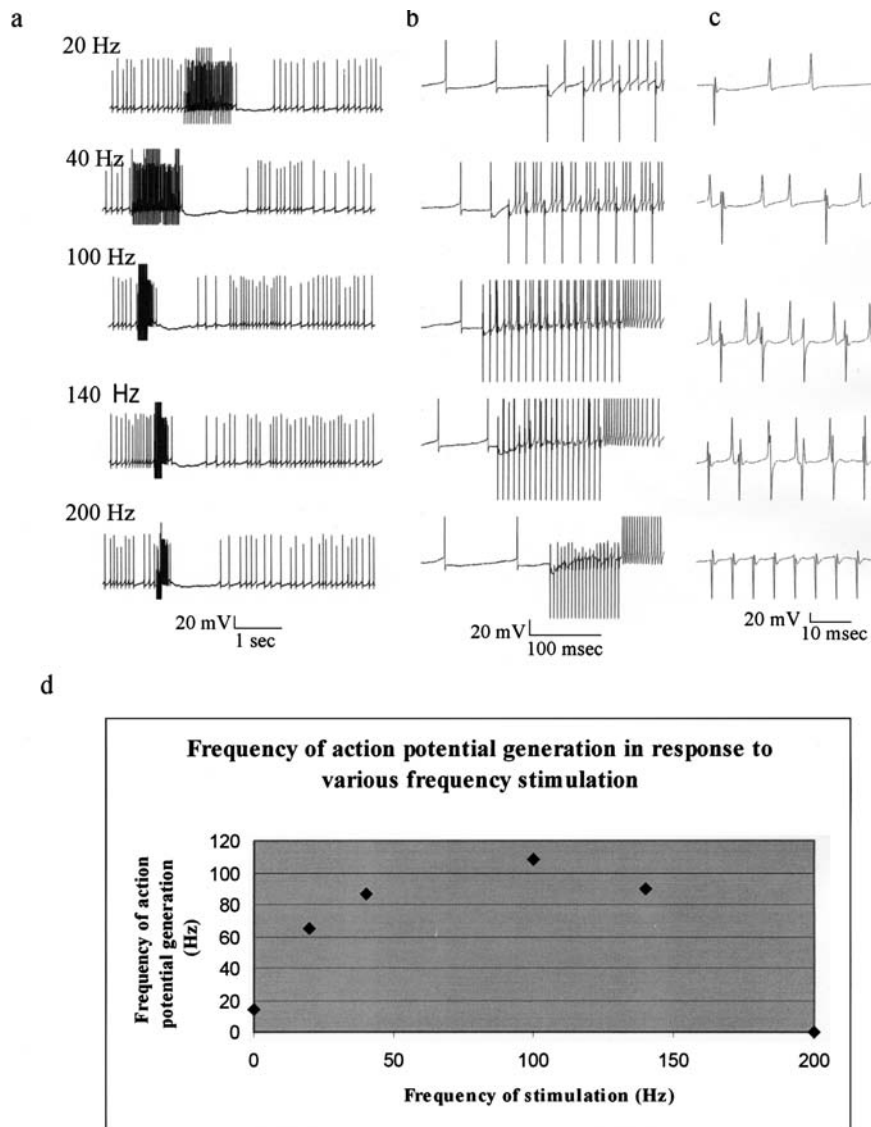 a
b
c
20 Hz
40 Hz
100 Hz
140 Hz
200 Hz
20 mV
1 sec
20 mV
100 msec
20 mV
10 msec
d
Frequency of action potential generation in response to
various frequency stimulation
Frequency of action
potential generation
(Hz)
120
100
80
60
40
20
0
0
50
100
150
200
Frequency of stimulation (Hz)